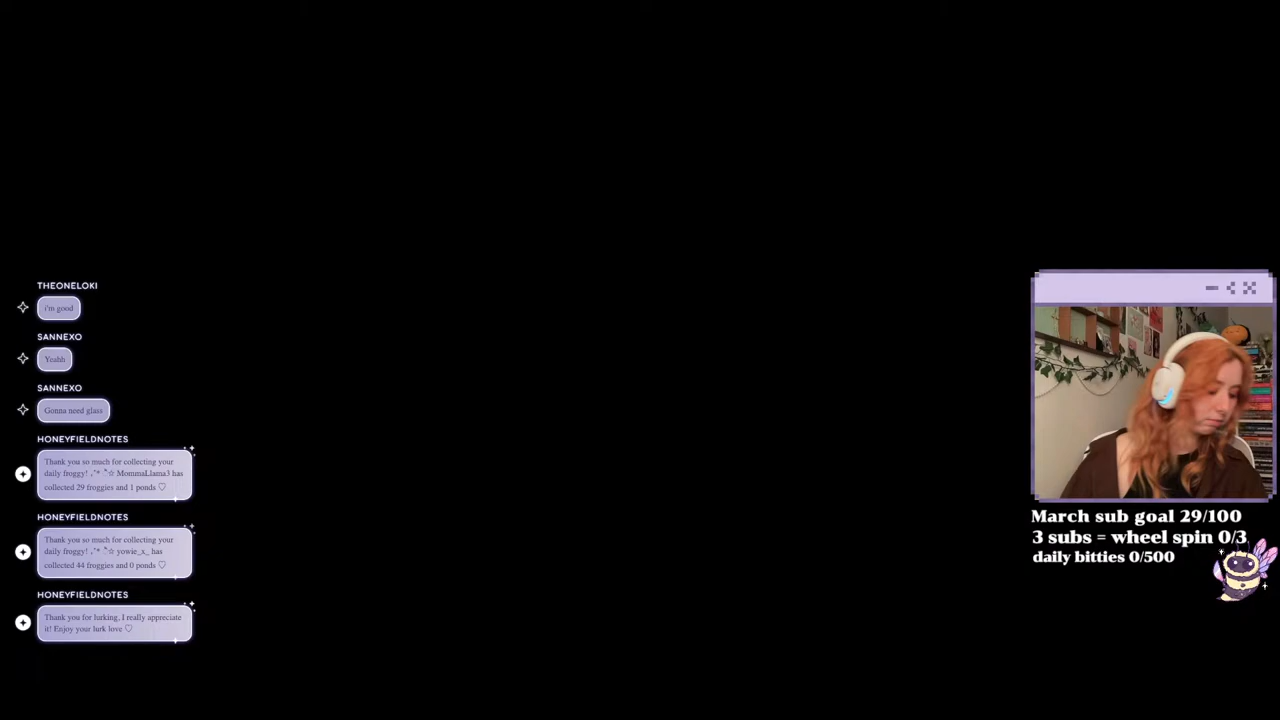 THEONELOKI
i'm good
SANNEXO
Yeahh
SANNEXO
Gonna need glass
HONEYFIELDNOTES
Thank you so much for collecting your
daily froggy! ₊˚* ˚☆ MommaLlama3 has
collected 29 froggies and 1 ponds ♡
HONEYFIELDNOTES
Thank you so much for collecting your
daily froggy! ₊˚* ˚☆ yowie_x_ has
collected 44 froggies and 0 ponds ♡
HONEYFIELDNOTES
Thank you for lurking, I really appreciate
it! Enjoy your lurk love ♡
March sub goal 29/100
3 subs = wheel spin 0/3
daily bitties 0/500